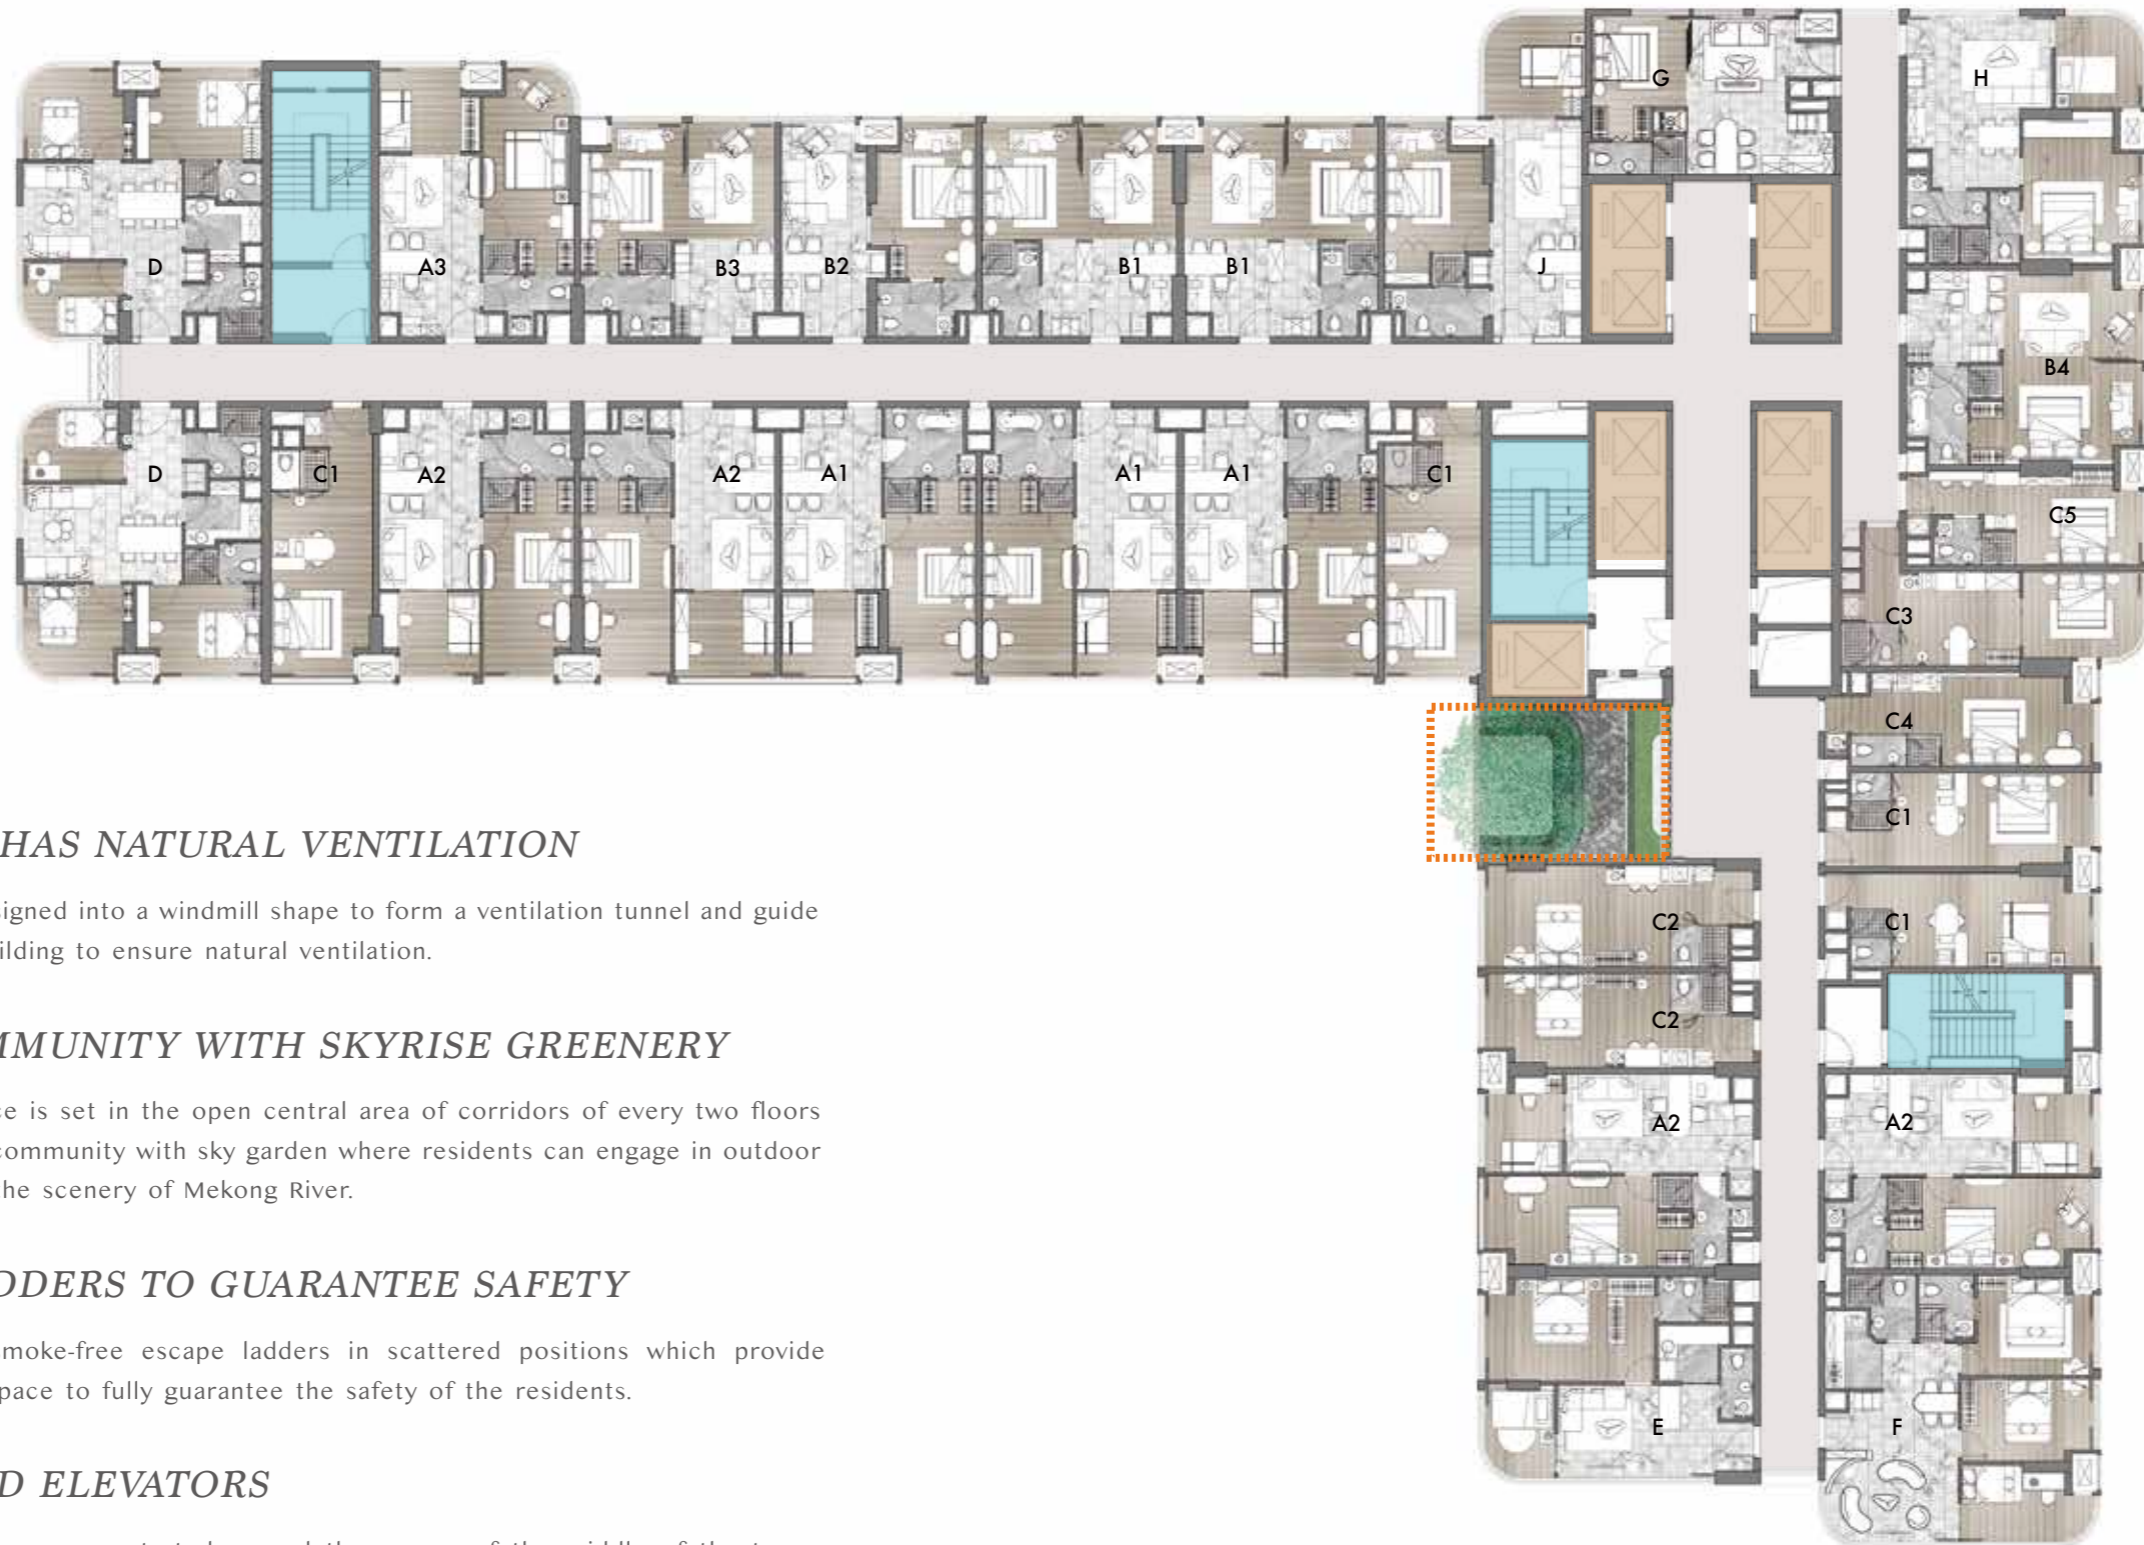 G
H
D
A3
B3
B2
B1
B1
J
B4
D
C1
A2
A2
A1
A1
A1
C1
C5
C3
C4
C1
C2
C1
C2
A2
A2
E
F
HAS NATURAL VENTILATION
signed into a windmill shape to form a ventilation tunnel and guide
ilding to ensure natural ventilation.
MMUNITY WITH SKYRISE GREENERY
ce is set in the open central area of corridors of every two floors
community with sky garden where residents can engage in outdoor
he scenery of Mekong River.
DDERS TO GUARANTEE SAFETY
moke-free escape ladders in scattered positions which provide
pace to fully guarantee the safety of the residents.
D ELEVATORS